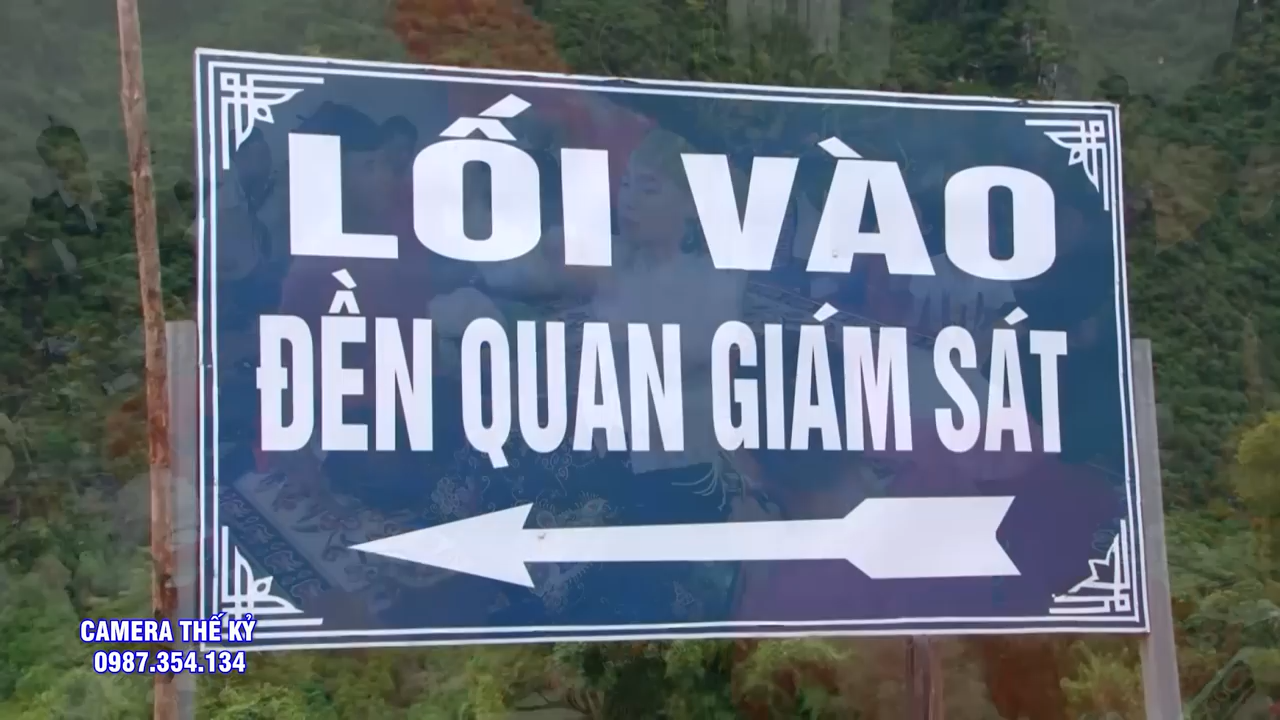 LỐI VÀO
ĐỀN QUAN GIÁM SÁT
CAMERA THẾ KỶ
0987.354.134